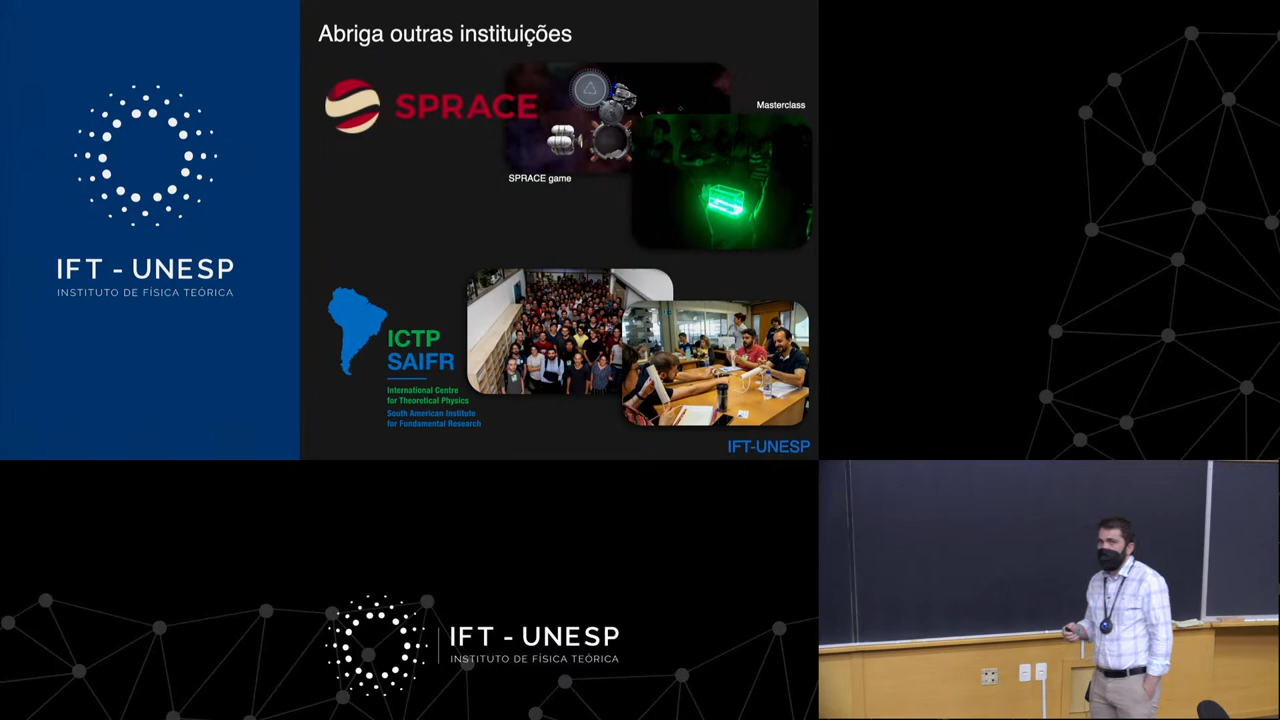 IFT - UNESP
INSTITUTO DE FÍSICA TEÓRICA
Abriga outras instituições
SPRACE
SPRACE game
Masterclass
ICTP
SAIFR
International Centre
for Theoretical Physics
South American Institute
for Fundamental Research
IFT-UNESP
IFT - UNESP
INSTITUTO DE FÍSICA TEÓRICA